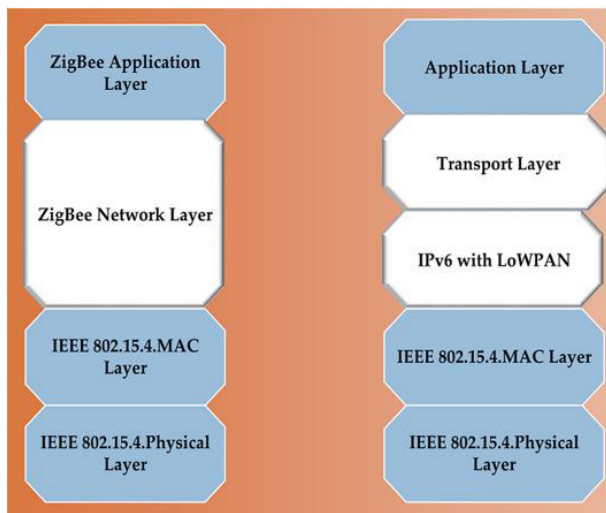 ZigBee Application
Layer
ZigBee Network Layer
IEEE 802.15.4.MAC
Layer
IEEE 802.15.4.Physical
Layer
Application Layer
Transport Layer
IPv6 with LoWPAN
IEEE 802.15.4.MAC Layer
IEEE 802.15.4.Physical
Layer